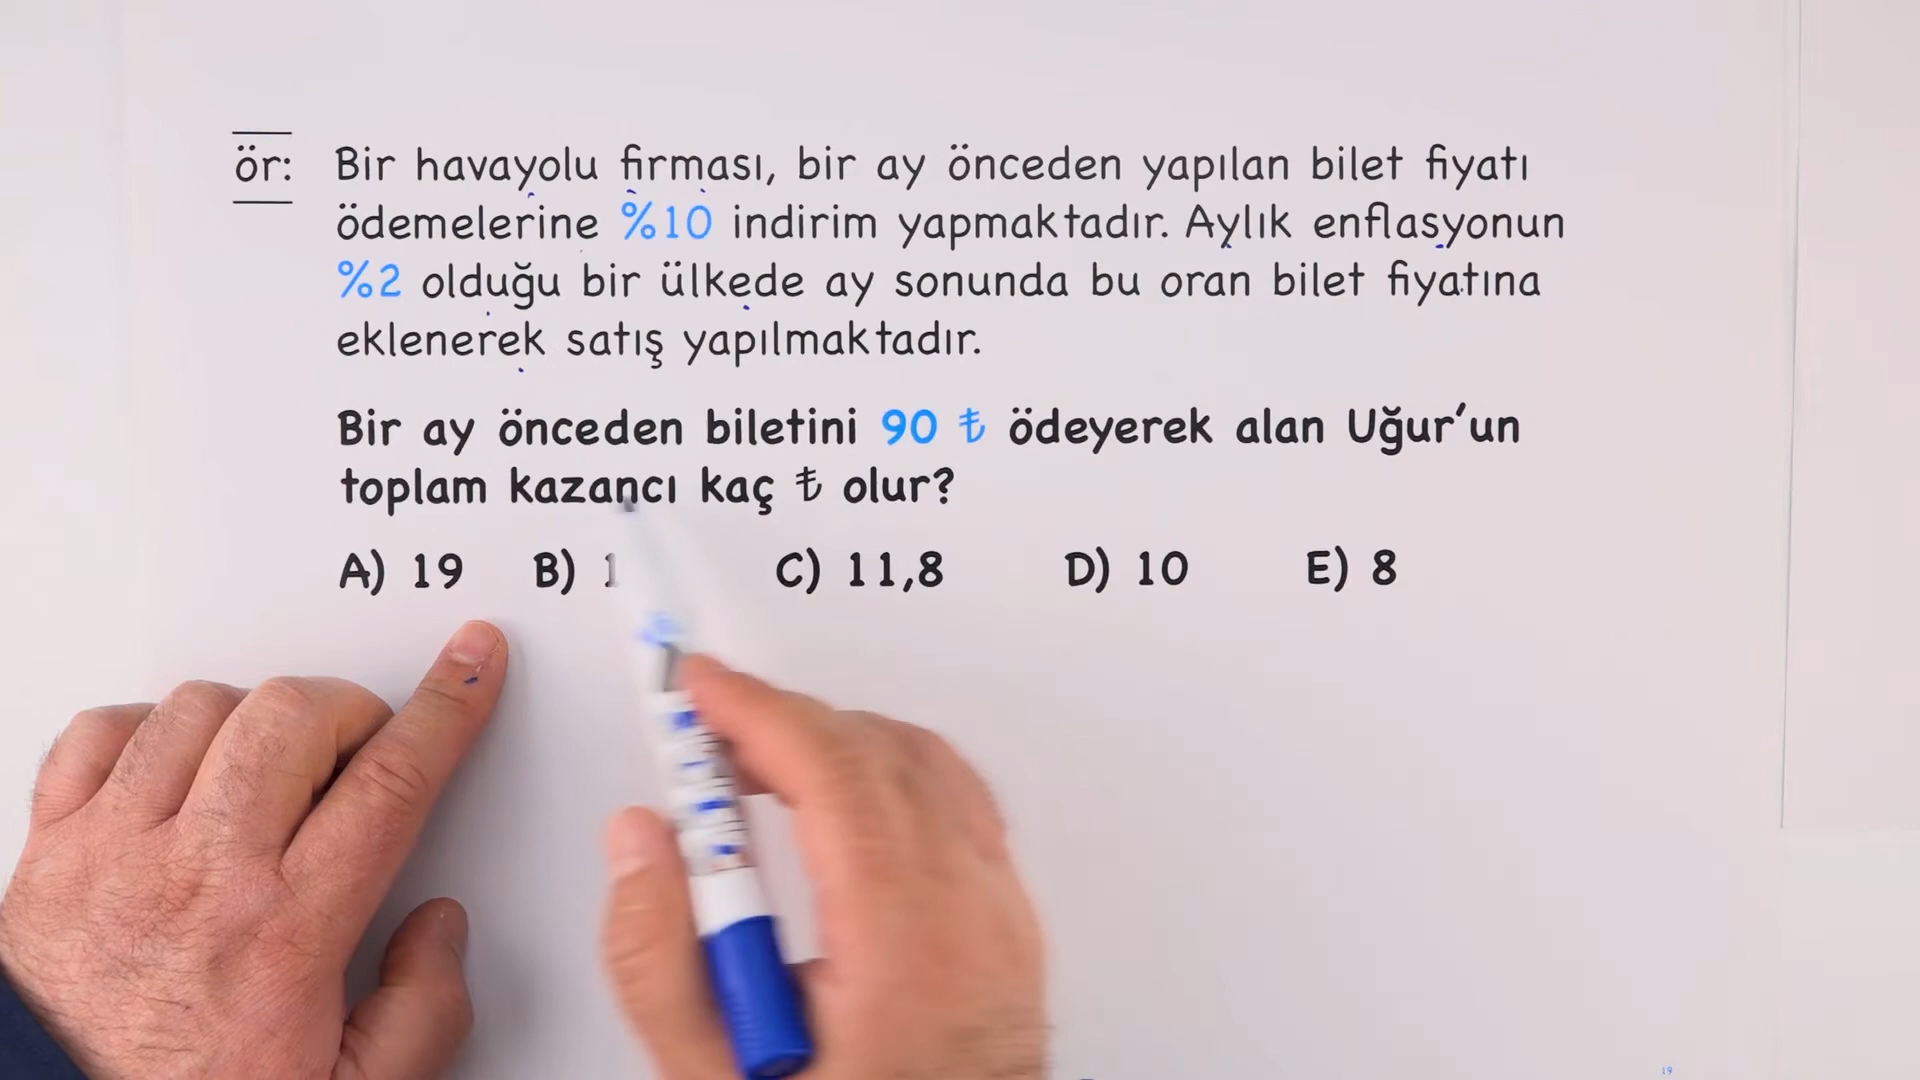 ör: Bir havayolu firması, bir ay önceden yapılan bilet fiyatı
ödemelerine %10 indirim yapmaktadır. Aylık enflasyonun
%2 olduğu bir ülkede ay sonunda bu oran bilet fiyatına
eklenerek satış yapılmaktadır.
Bir ay önceden biletini 90 ₺ ödeyerek alan Uğur'un
toplam kazancı kaç ₺ olur?
A) 19 B) C) 11,8 D) 10 E) 8
19